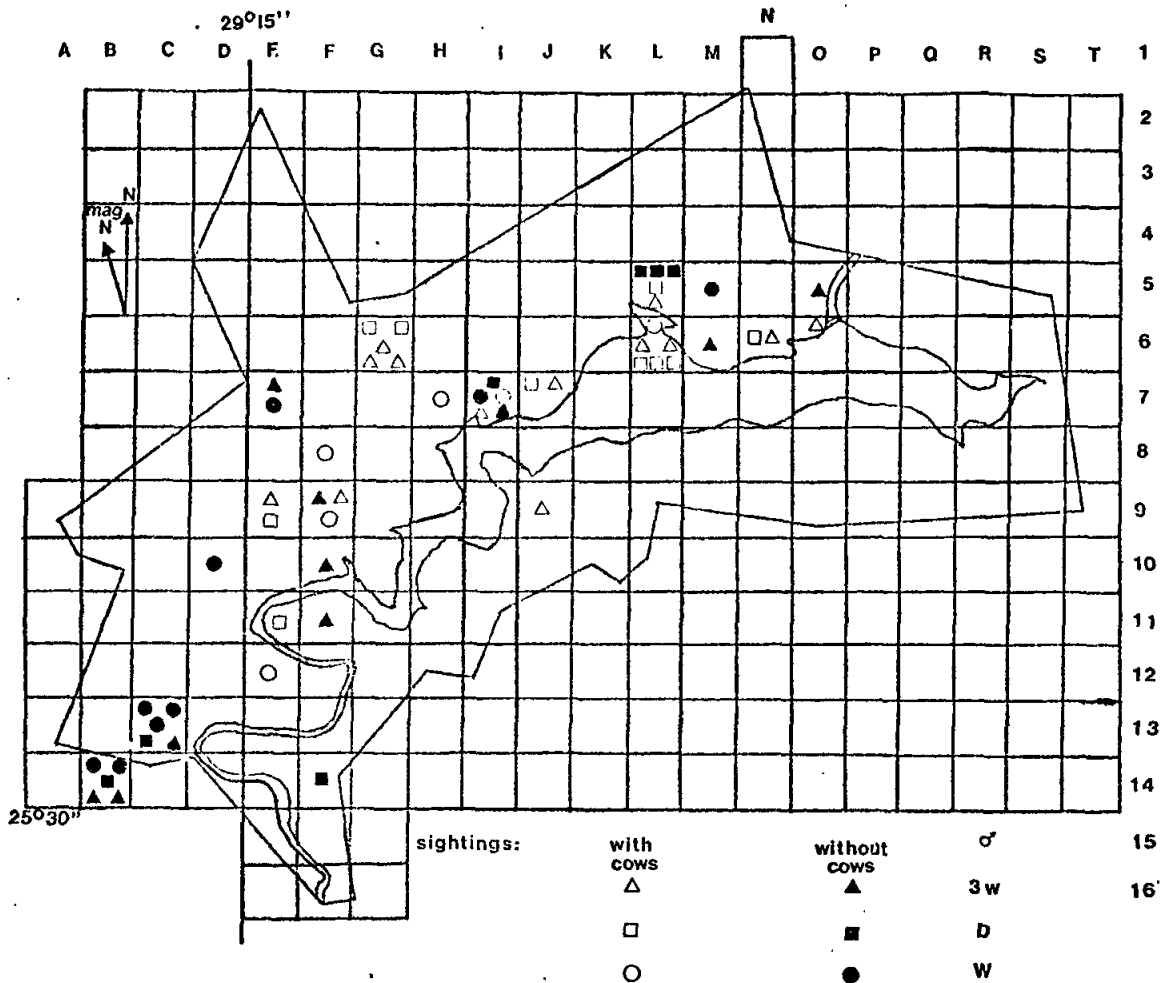 29°15''
N
A B C D E. F G H I J K L M O P Q R S T 1
2
3
N
mag
N
4
5
6
7
8
9
10
11
12
13
14
25°30''
sightings: with cows without cows ♂ 15
△ ▲ 3w 16
□ ■ D
○ ● W